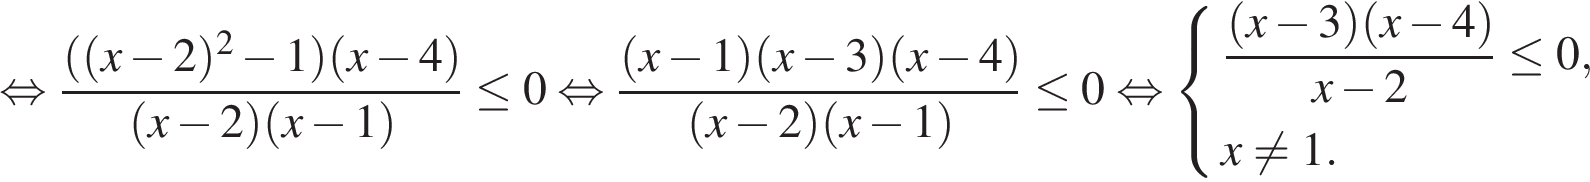 ⇔ ((x − 2)² − 1)(x − 4) / (x − 2)(x − 1) ≤ 0 ⇔ (x − 1)(x − 3)(x − 4) / (x − 2)(x − 1) ≤ 0 ⇔ { (x − 3)(x − 4) / x − 2 ≤ 0,
x ≠ 1.